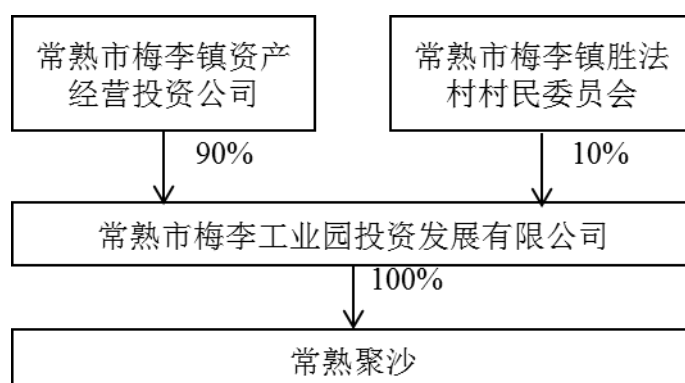 常熟市梅李镇资产
经营投资公司
常熟市梅李镇胜法
村村民委员会
90%
10%
常熟市梅李工业园投资发展有限公司
100%
常熟聚沙